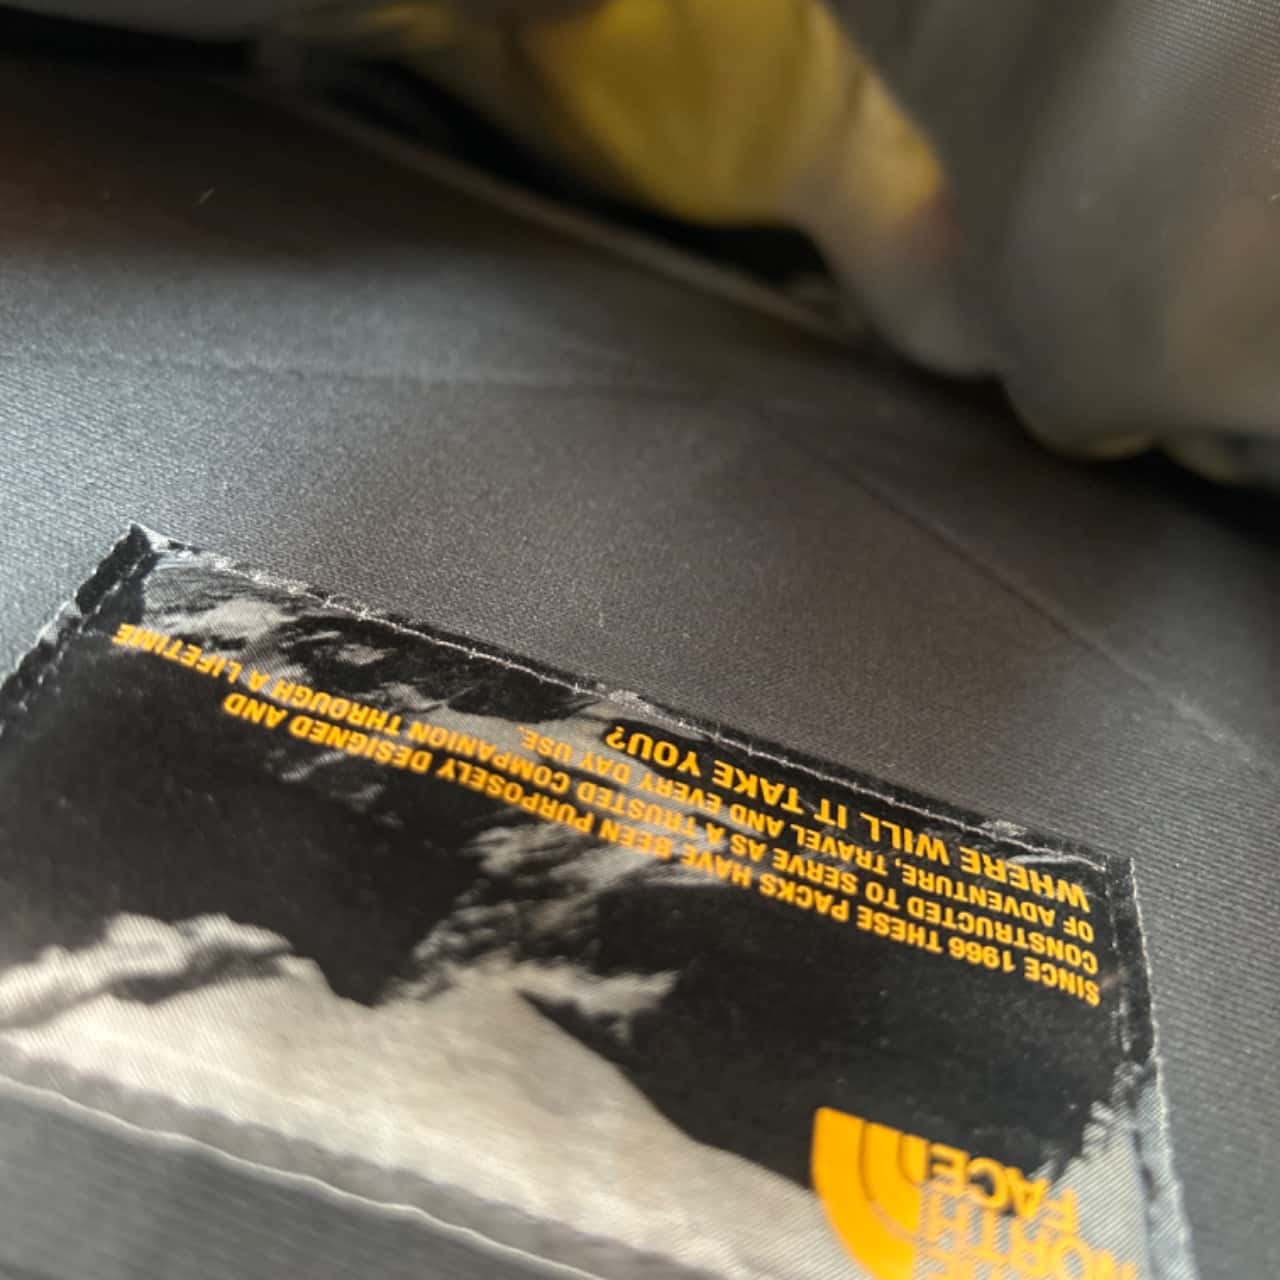 THE
NORTH
FACE
SINCE 1966 THESE PACKS HAVE BEEN PURPOSELY DESIGNED AND
CONSTRUCTED TO SERVE AS A TRUSTED COMPANION THROUGH A LIFETIME
OF ADVENTURE, TRAVEL AND EVERY DAY USE.
WHERE WILL IT TAKE YOU?